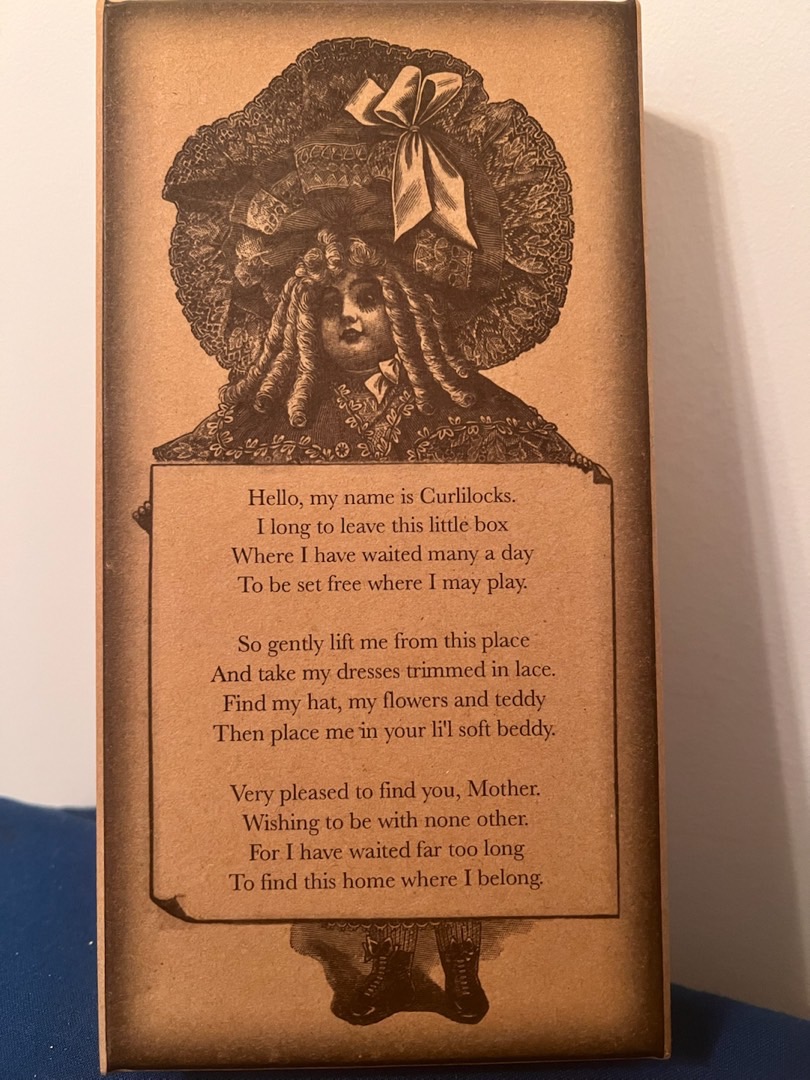 Hello, my name is Curlilocks.
I long to leave this little box
Where I have waited many a day
To be set free where I may play.
So gently lift me from this place
And take my dresses trimmed in lace.
Find my hat, my flowers and teddy
Then place me in your li'l soft beddy.
Very pleased to find you, Mother.
Wishing to be with none other.
For I have waited far too long
To find this home where I belong.